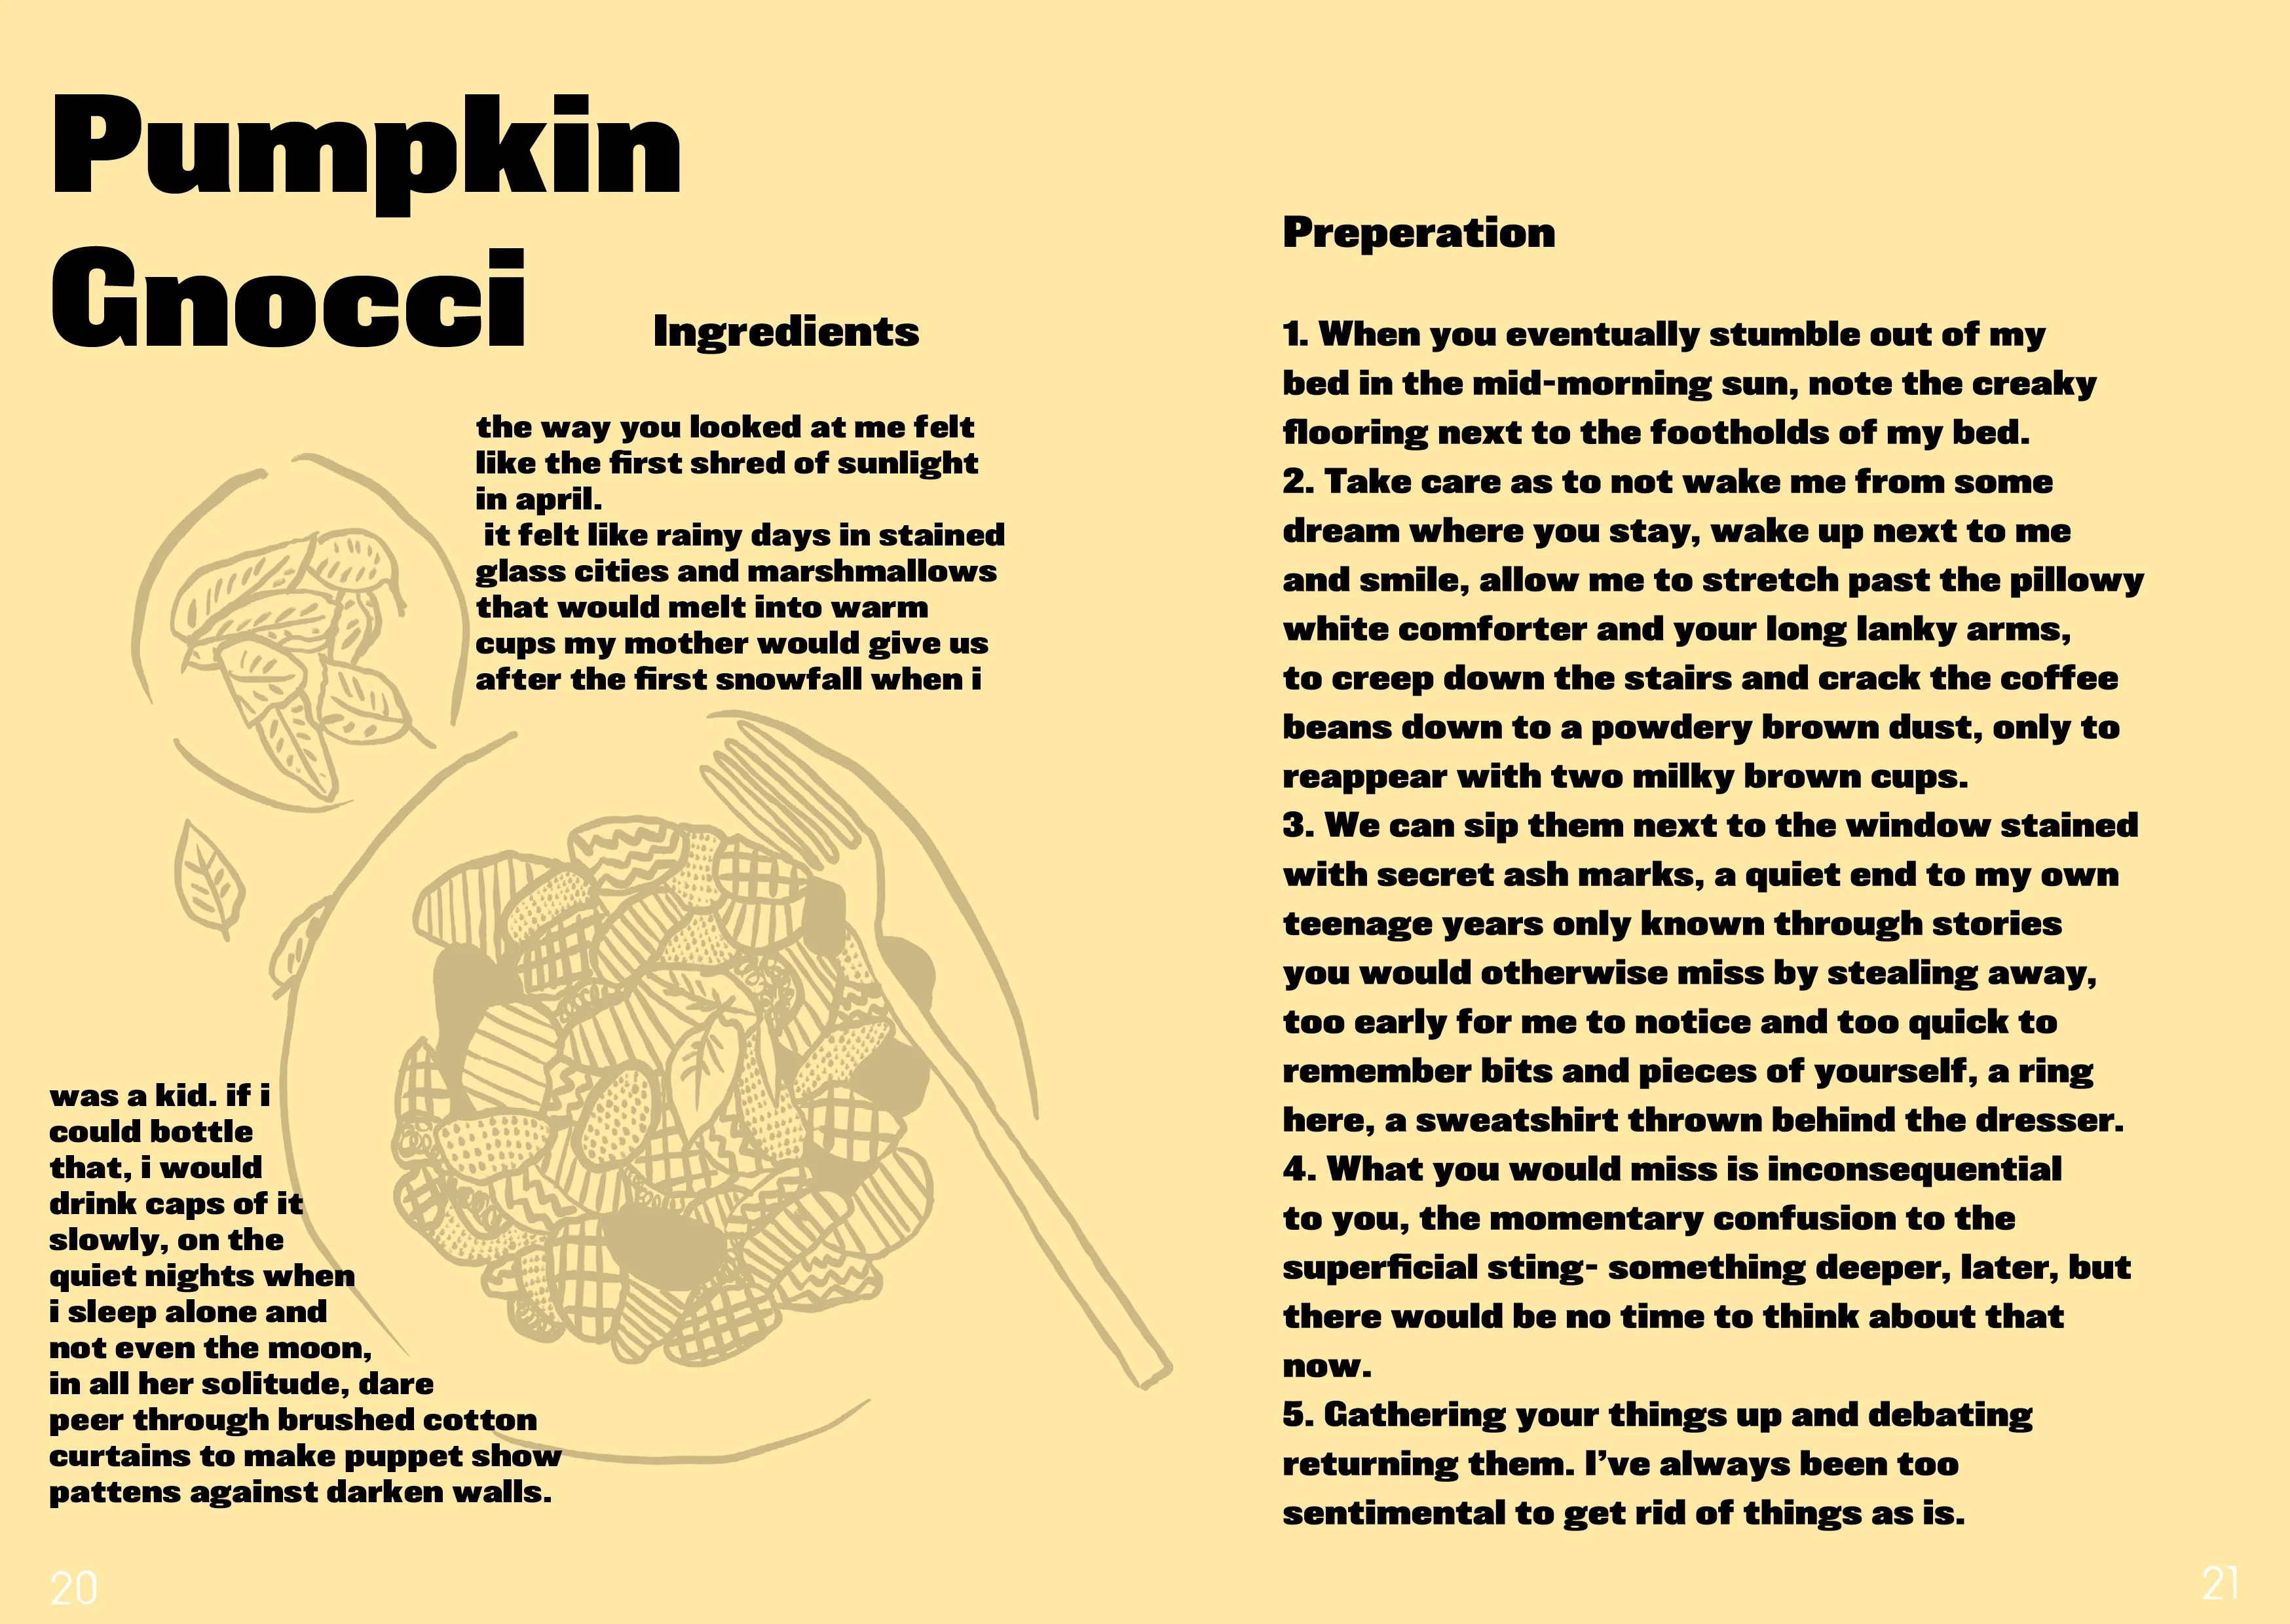 Pumpkin
Gnocci
Ingredients
the way you looked at me felt
like the first shred of sunlight
in april.
it felt like rainy days in stained
glass cities and marshmallows
that would melt into warm
cups my mother would give us
after the first snowfall when i
was a kid. if i
could bottle
that, i would
drink caps of it
slowly, on the
quiet nights when
i sleep alone and
not even the moon,
in all her solitude, dare
peer through brushed cotton
curtains to make puppet show
pattens against darken walls.
20
Preperation
1. When you eventually stumble out of my
bed in the mid-morning sun, note the creaky
flooring next to the footholds of my bed.
2. Take care as to not wake me from some
dream where you stay, wake up next to me
and smile, allow me to stretch past the pillowy
white comforter and your long lanky arms,
to creep down the stairs and crack the coffee
beans down to a powdery brown dust, only to
reappear with two milky brown cups.
3. We can sip them next to the window stained
with secret ash marks, a quiet end to my own
teenage years only known through stories
you would otherwise miss by stealing away,
too early for me to notice and too quick to
remember bits and pieces of yourself, a ring
here, a sweatshirt thrown behind the dresser.
4. What you would miss is inconsequential
to you, the momentary confusion to the
superficial sting- something deeper, later, but
there would be no time to think about that
now.
5. Gathering your things up and debating
returning them. I’ve always been too
sentimental to get rid of things as is.
21